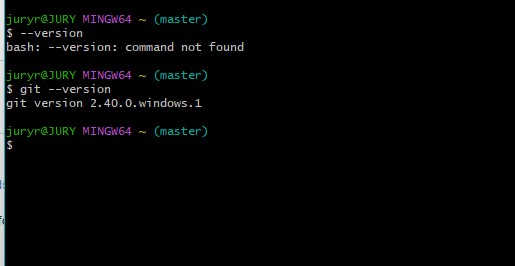 juryr@JURY MINGW64 ~ (master)
$ --version
bash: --version: command not found
juryr@JURY MINGW64 ~ (master)
$ git --version
git version 2.40.0.windows.1
juryr@JURY MINGW64 ~ (master)
$